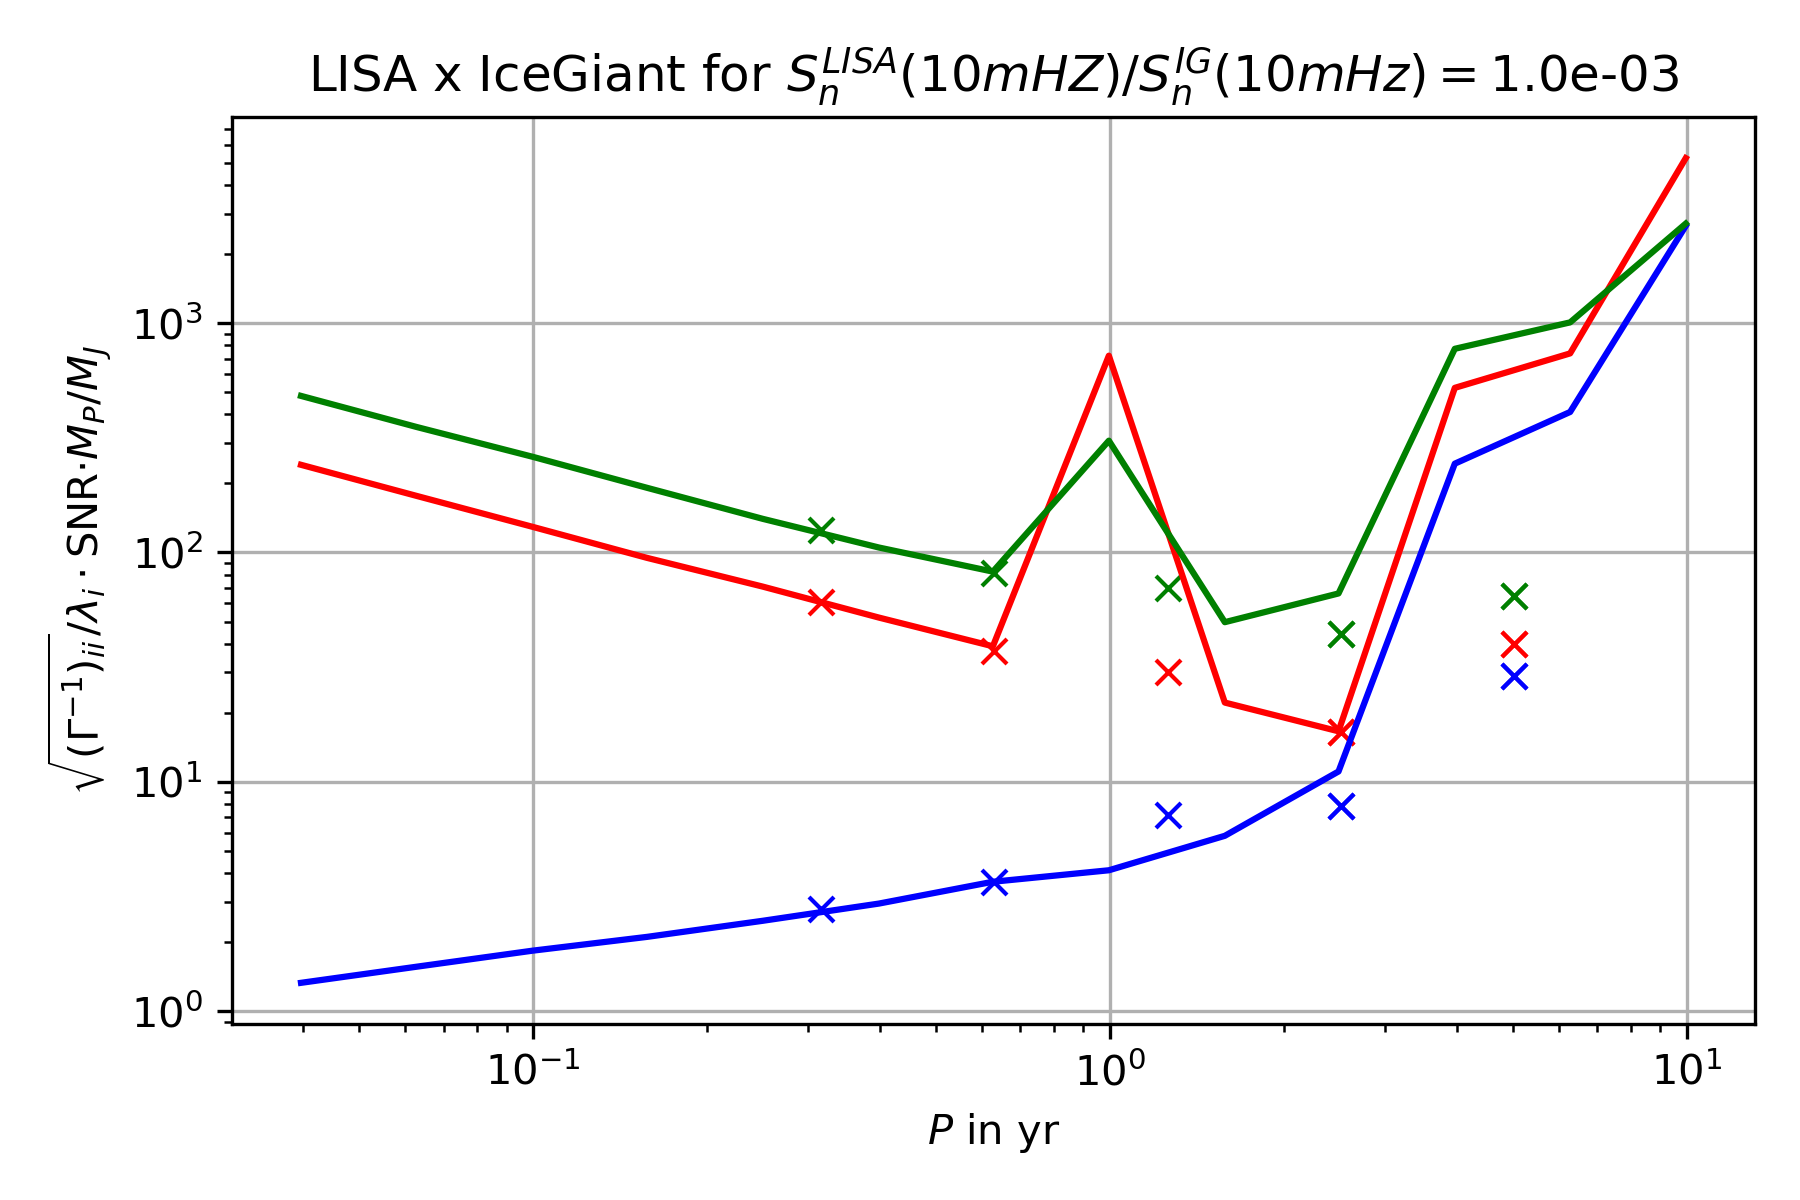 LISA x IceGiant for $S_n^{LISA}(10mHZ)/S_n^{IG}(10mHz) = $1.0e-03
$\sqrt{(\Gamma^{-1})_{ii}}/\lambda_i \cdot$ SNR$\cdot M_P/M_J$
$10^3$
$10^2$
$10^1$
$10^0$
$10^{-1}$ $10^0$ $10^1$
$P$ in yr